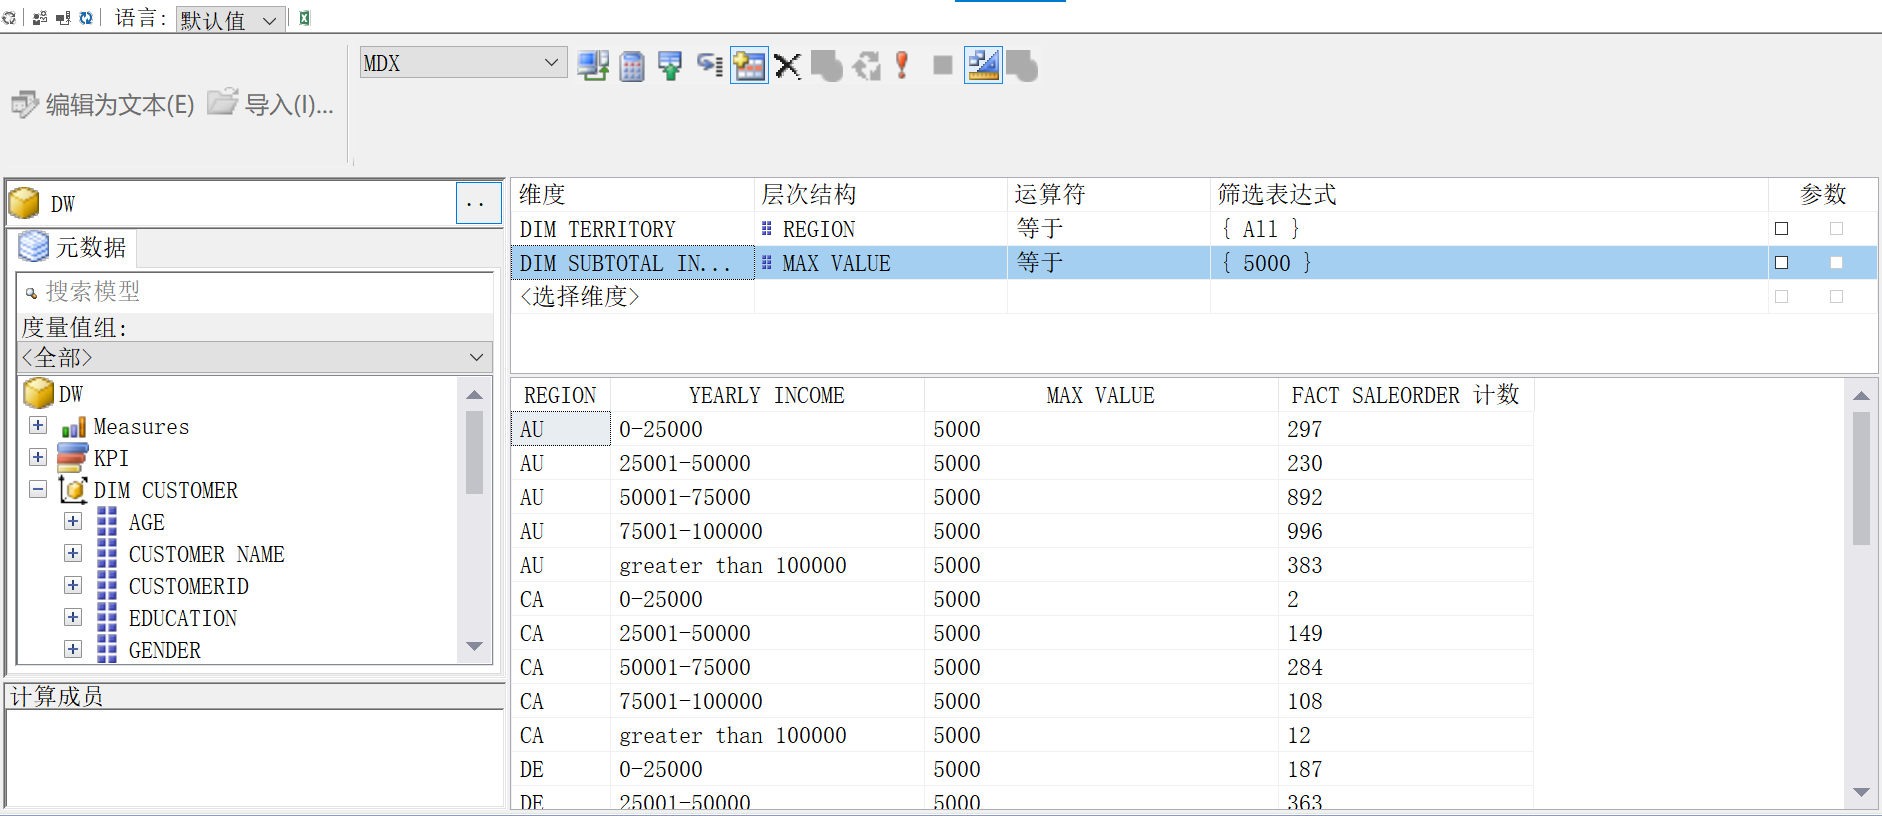 语言: 默认值
MDX
编辑为文本(E) 导入(I)...
DW ..
元数据
搜索模型
度量值组:
<全部>
DW
Measures
KPI
DIM CUSTOMER
AGE
CUSTOMER NAME
CUSTOMERID
EDUCATION
GENDER
计算成员
维度 层次结构 运算符 筛选表达式 参数
DIM TERRITORY REGION 等于 { All }
DIM SUBTOTAL IN... MAX VALUE 等于 { 5000 }
<选择维度>
REGION YEARLY INCOME MAX VALUE FACT SALEORDER 计数
AU 0-25000 5000 297
AU 25001-50000 5000 230
AU 50001-75000 5000 892
AU 75001-100000 5000 996
AU greater than 100000 5000 383
CA 0-25000 5000 2
CA 25001-50000 5000 149
CA 50001-75000 5000 284
CA 75001-100000 5000 108
CA greater than 100000 5000 12
DE 0-25000 5000 187
DE 25001-50000 5000 363